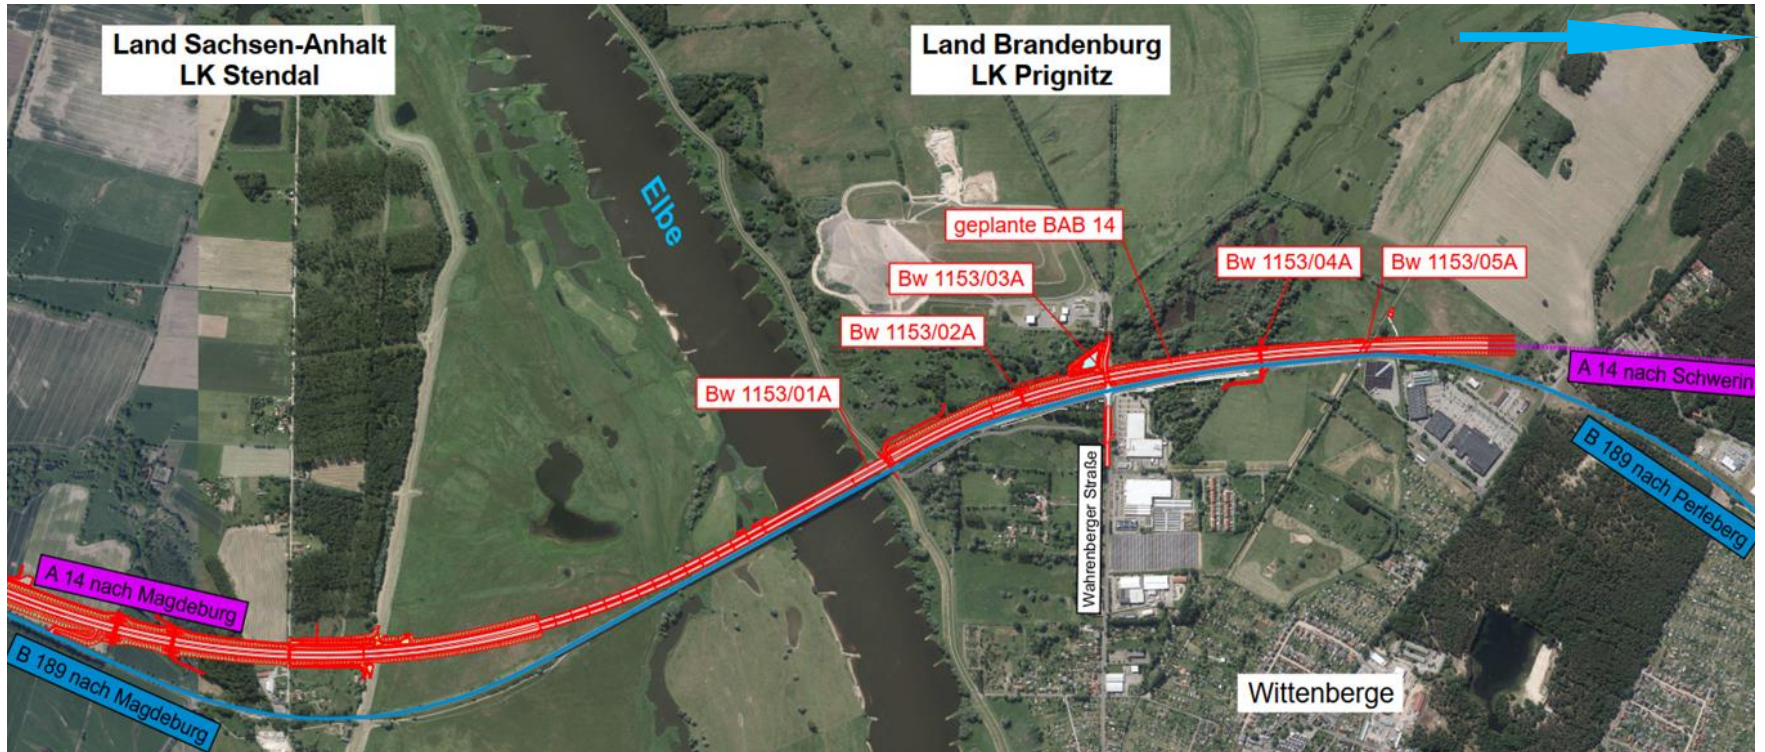 Land Sachsen-Anhalt
LK Stendal
Land Brandenburg
LK Prignitz
Elbe
geplante BAB 14
Bw 1153/03A
Bw 1153/04A
Bw 1153/05A
Bw 1153/02A
Bw 1153/01A
A 14 nach Schwerin
B 189 nach Perleberg
Wahrenberger Straße
A 14 nach Magdeburg
B 189 nach Magdeburg
Wittenberge